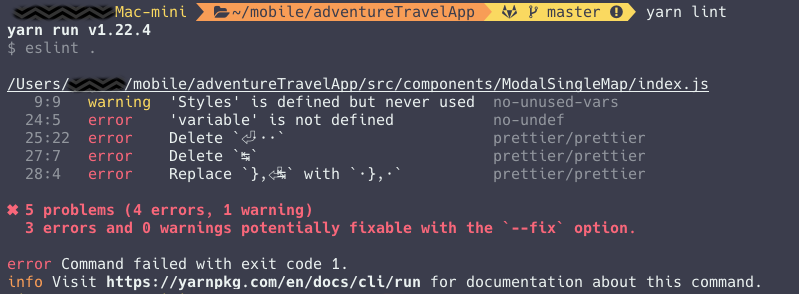 Mac-mini ~/mobile/adventureTravelApp master yarn lint
yarn run v1.22.4
$ eslint .
/Users/ /mobile/adventureTravelApp/src/components/ModalSingleMap/index.js
9:9 warning 'Styles' is defined but never used no-unused-vars
24:5 error 'variable' is not defined no-undef
25:22 error Delete `⏎··` prettier/prettier
27:7 error Delete `↹` prettier/prettier
28:4 error Replace `},⏎↹` with `·},·` prettier/prettier
✖ 5 problems (4 errors, 1 warning)
3 errors and 0 warnings potentially fixable with the `--fix` option.
error Command failed with exit code 1.
info Visit https://yarnpkg.com/en/docs/cli/run for documentation about this command.